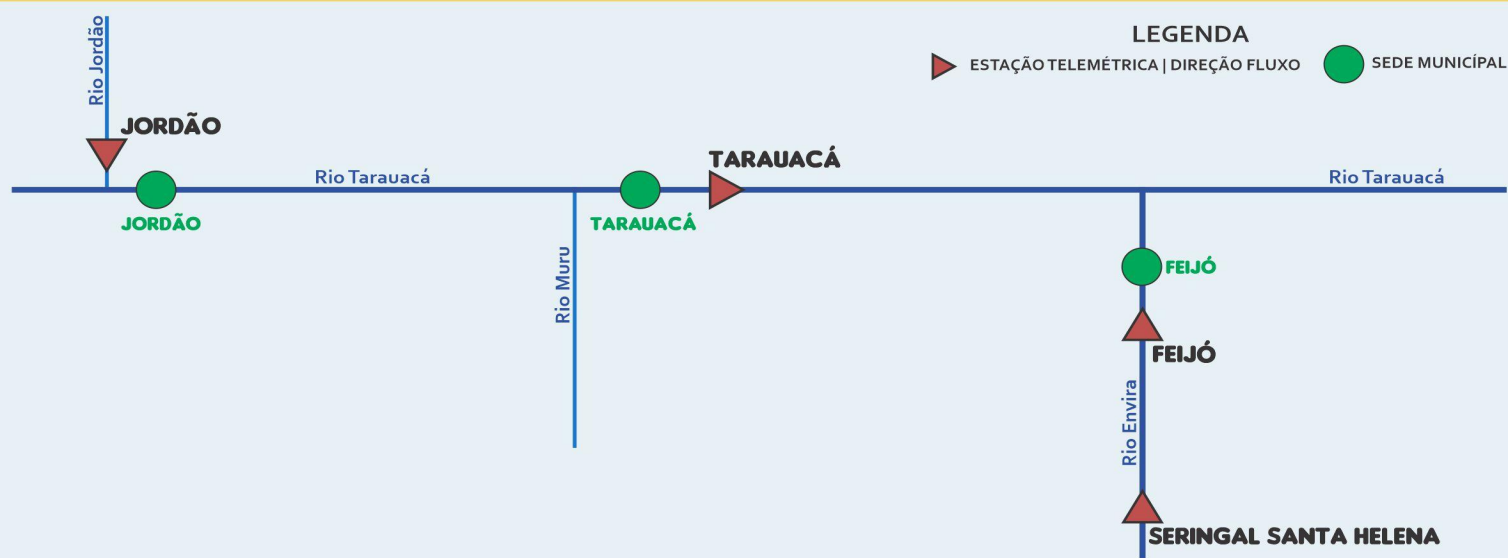 LEGENDA
ESTAÇÃO TELEMÉTRICA | DIREÇÃO FLUXO
SEDE MUNICÍPAL
Rio Jordão
JORDÃO
JORDÃO
Rio Tarauacá
Rio Muru
TARAUACÁ
TARAUACÁ
Rio Tarauacá
FEIJÓ
FEIJÓ
Rio Envira
SERINGAL SANTA HELENA